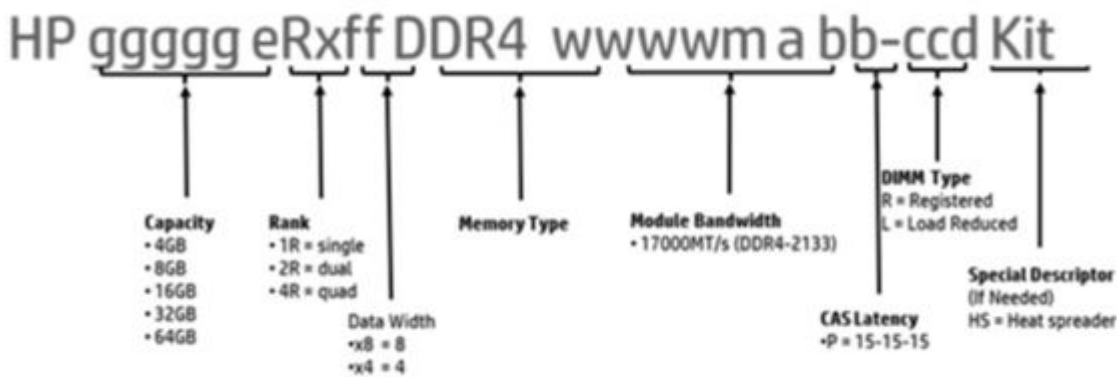 HP ggggg eRxff DDR4 wwwwm a bb-ccd Kit
Capacity
• 4GB
• 8GB
• 16GB
• 32GB
• 64GB
Rank
• 1R = single
• 2R = dual
• 4R = quad
Data Width
•x8 = 8
•x4 = 4
Memory Type
Module Bandwidth
• 17000MT/s (DDR4-2133)
CAS Latency
•P = 15-15-15
DIMM Type
R = Registered
L = Load Reduced
Special Descriptor
(If Needed)
HS = Heat spreader